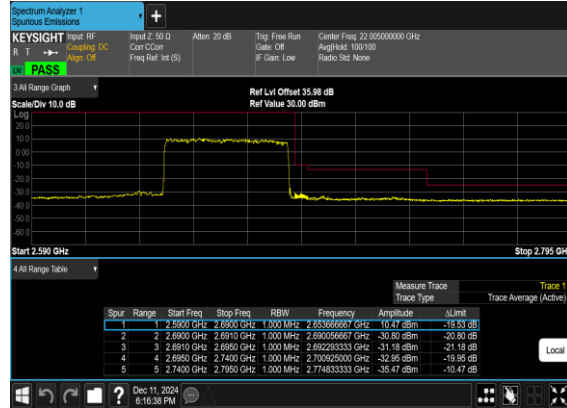 Spectrum Analyzer 1
Spurious Emissions
+
KEYSIGHT Input: RF Input Z: 50 Ω Atten: 20 dB Trig: Free Run Center Freq: 22.005000000 GHz
R T Coupling: DC Corr CCorr Gate: Off Avg|Hold: 100/100
Align: Off Freq Ref: Int (S) IF Gain: Low Radio Std: None
LXI PASS
3 All Range Graph
Ref Lvl Offset 35.98 dB
Scale/Div 10.0 dB Ref Value 30.00 dBm
Log
20.0
10.0
0.00
-10.0
-20.0
-30.0
-40.0
-50.0
-60.0
Start 2.590 GHz Stop 2.795 GH
4 All Range Table
Measure Trace Trace 1
Trace Type Trace Average (Active)
Spur Range Start Freq Stop Freq RBW Frequency Amplitude ΔLimit
1 1 2.5900 GHz 2.6900 GHz 1.000 MHz 2.653666667 GHz 10.47 dBm -19.53 dB
2 2 2.6900 GHz 2.6910 GHz 1.000 MHz 2.690056667 GHz -30.80 dBm -20.80 dB
3 3 2.6910 GHz 2.6950 GHz 1.000 MHz 2.692293333 GHz -31.18 dBm -21.18 dB
4 4 2.6950 GHz 2.7400 GHz 1.000 MHz 2.700925000 GHz -32.95 dBm -19.95 dB
5 5 2.7400 GHz 2.7950 GHz 1.000 MHz 2.774833333 GHz -35.47 dBm -10.47 dB
Local
? Dec 11, 2024
6:16:38 PM